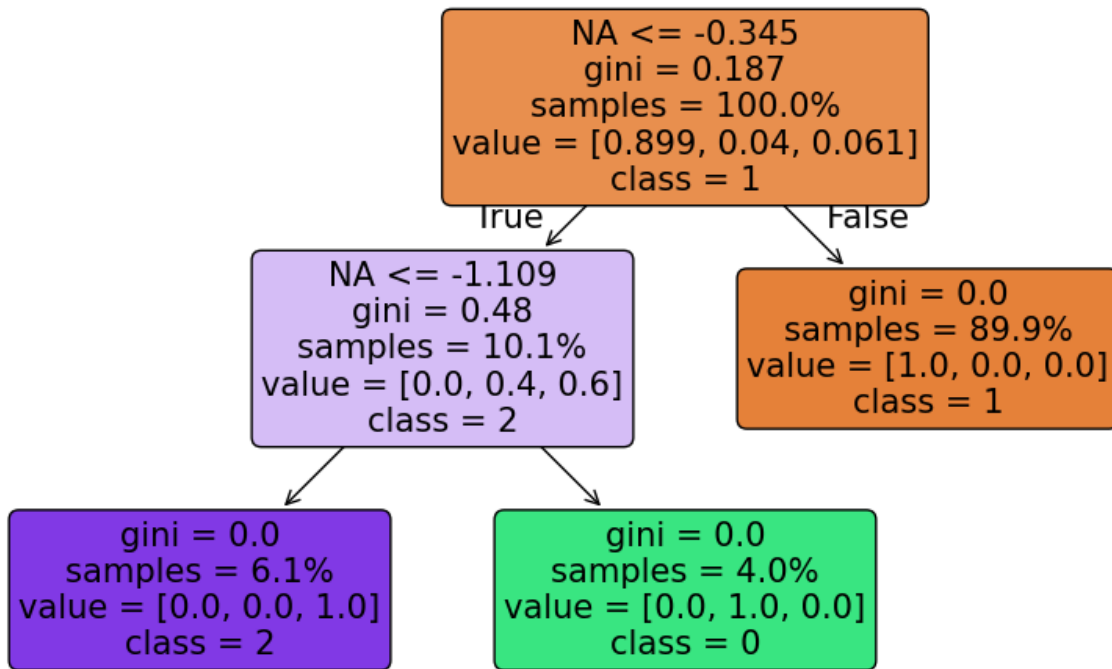 NA <= -0.345
gini = 0.187
samples = 100.0%
value = [0.899, 0.04, 0.061]
class = 1
True
False
NA <= -1.109
gini = 0.48
samples = 10.1%
value = [0.0, 0.4, 0.6]
class = 2
gini = 0.0
samples = 89.9%
value = [1.0, 0.0, 0.0]
class = 1
gini = 0.0
samples = 6.1%
value = [0.0, 0.0, 1.0]
class = 2
gini = 0.0
samples = 4.0%
value = [0.0, 1.0, 0.0]
class = 0